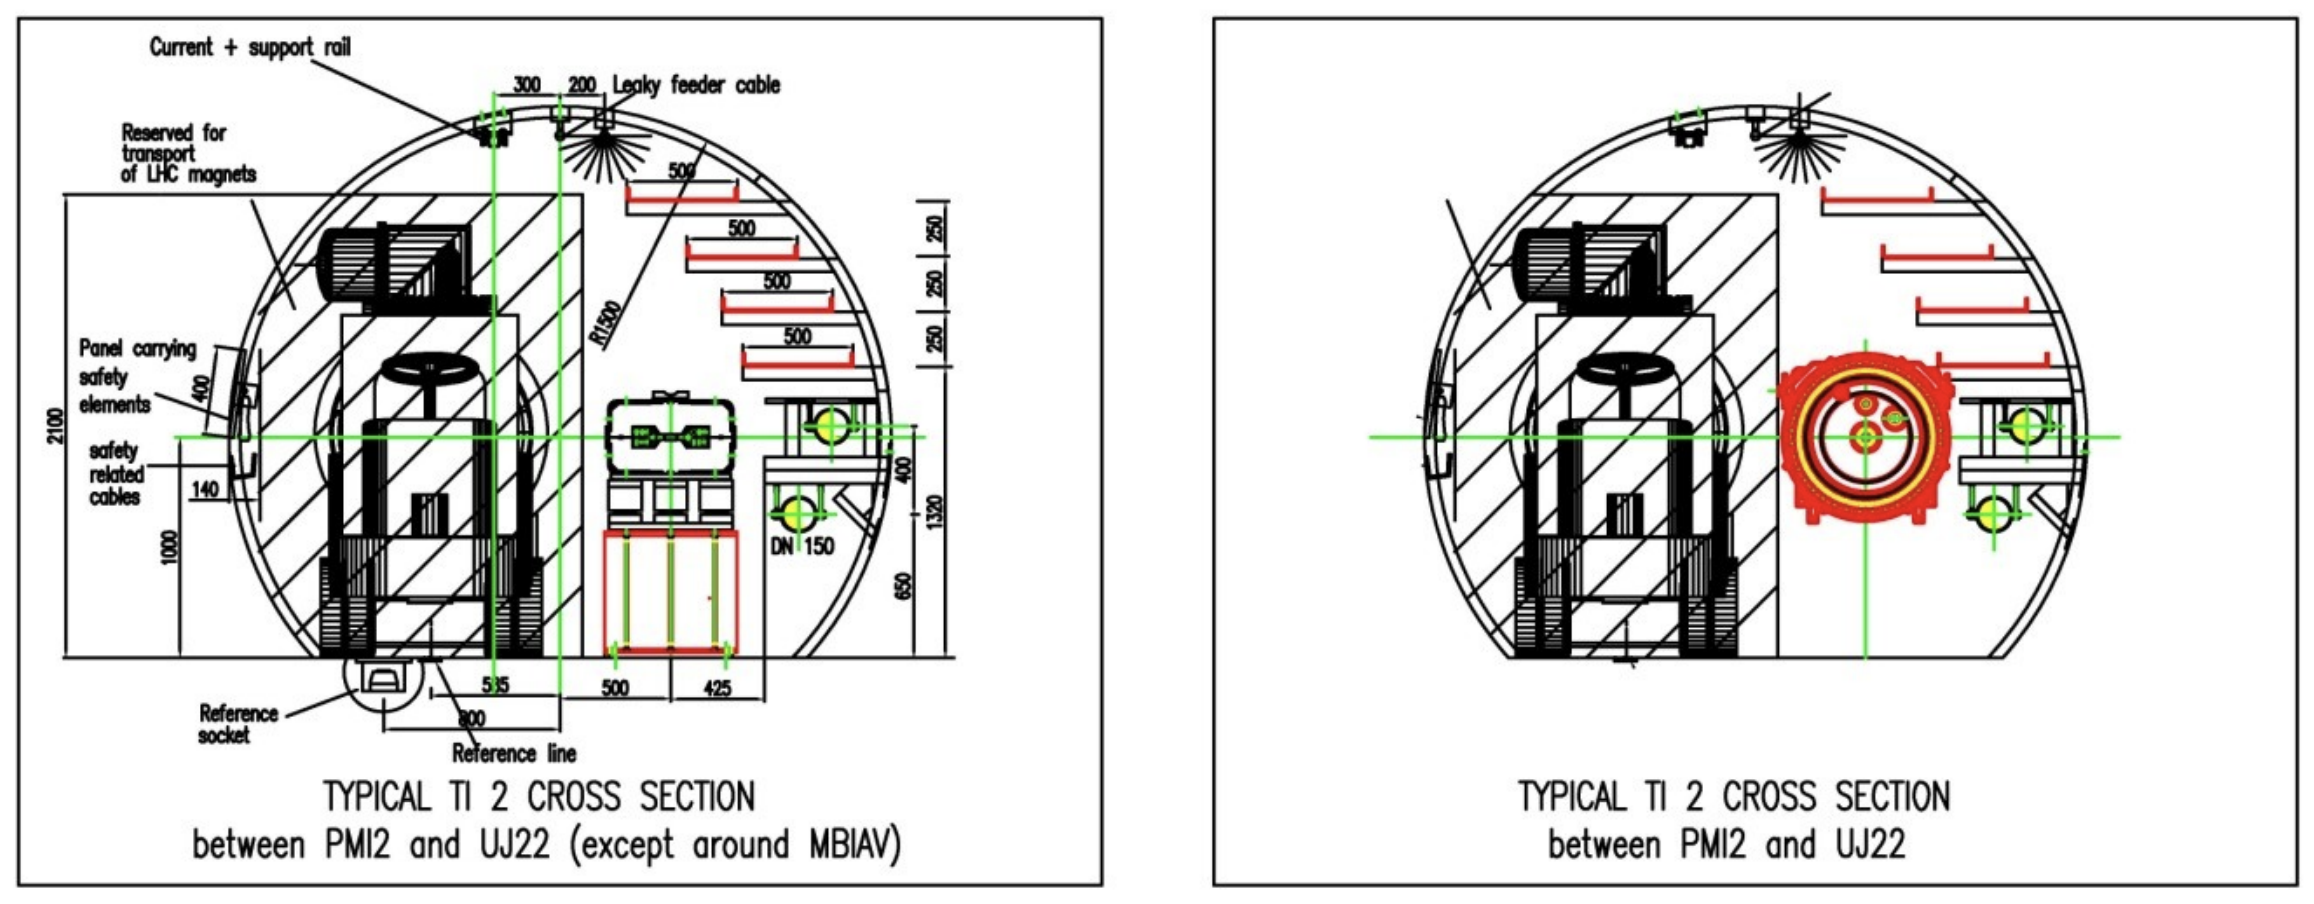 Current + support rail
300
200
Leaky feeder cable
Reserved for
transport
of LHC magnets
500
500
500
500
R1500
250
250
250
Panel carrying
safety
elements
400
2100
safety
related
cables
140
1000
400
1320
DN 150
650
585
500
425
800
Reference
socket
Reference line
TYPICAL TI 2 CROSS SECTION
between PMI2 and UJ22 (except around MBIAV)
TYPICAL TI 2 CROSS SECTION
between PMI2 and UJ22